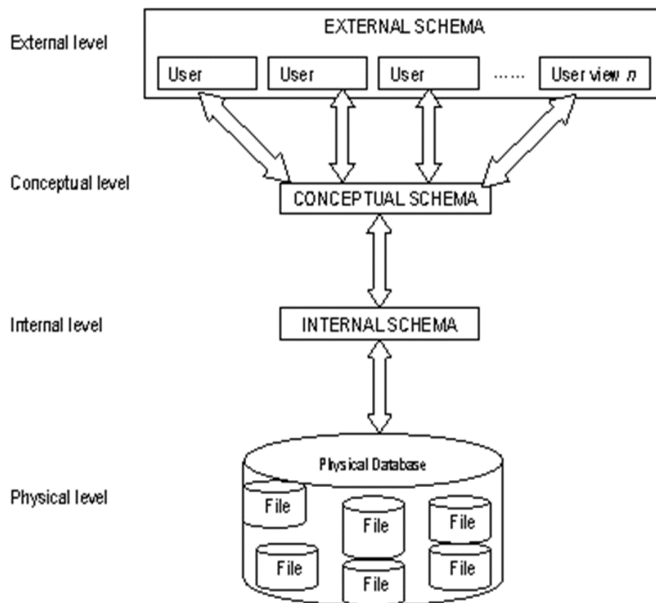 EXTERNAL SCHEMA
External level
User User User ...... User view n
Conceptual level
CONCEPTUAL SCHEMA
Internal level
INTERNAL SCHEMA
Physical Database
Physical level
File
File
File
File
File
File